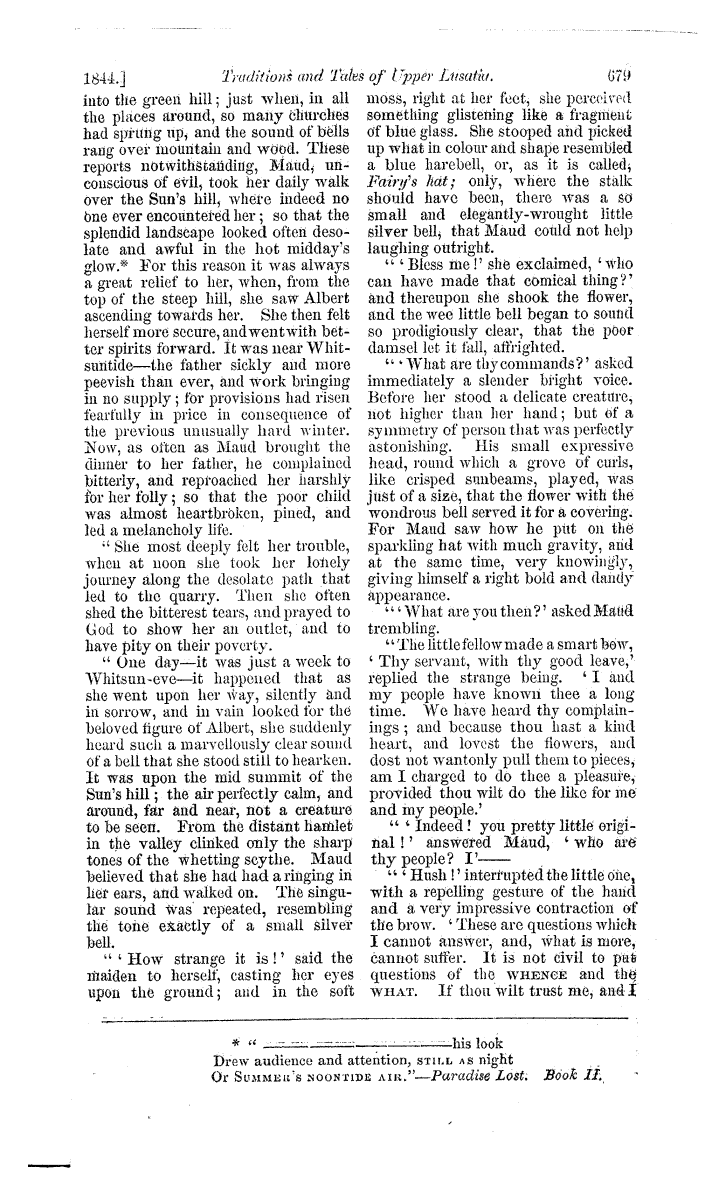 1844.] Traditions and Tales of Upper Lusatia. 679
into the green hill; just when, in all
the places around, so many churches
had sprung up, and the sound of bells
rang over mountain and wood. These
reports notwithstanding, Maud, un-
conscious of evil, took her daily walk
over the Sun's hill, where indeed no
one ever encountered her; so that the
splendid landscape looked often deso-
late and awful in the hot midday's
glow.* For this reason it was always
a great relief to her, when, from the
top of the steep hill, she saw Albert
ascending towards her. She then felt
herself more secure, and went with bet-
ter spirits forward. It was near Whit-
suntide—the father sickly and more
peevish than ever, and work bringing
in no supply; for provisions had risen
fearfully in price in consequence of
the previous unusually hard winter.
Now, as often as Maud brought the
dinner to her father, he complained
bitterly, and reproached her harshly
for her folly; so that the poor child
was almost heartbroken, pined, and
led a melancholy life.
" She most deeply felt her trouble,
when at noon she took her lonely
journey along the desolate path that
led to the quarry. Then she often
shed the bitterest tears, and prayed to
God to show her an outlet, and to
have pity on their poverty.
" One day—it was just a week to
Whitsun-eve—it happened that as
she went upon her way, silently and
in sorrow, and in vain looked for the
beloved figure of Albert, she suddenly
heard such a marvellously clear sound
of a bell that she stood still to hearken.
It was upon the mid summit of the
Sun's hill; the air perfectly calm, and
around, far and near, not a creature
to be seen. From the distant hamlet
in the valley clinked only the sharp
tones of the whetting scythe. Maud
believed that she had had a ringing in
her ears, and walked on. The singu-
lar sound was repeated, resembling
the tone exactly of a small silver
bell.
" ' How strange it is!' said the
maiden to herself, casting her eyes
upon the ground; and in the soft
moss, right at her feet, she perceived
something glistening like a fragment
of blue glass. She stooped and picked
up what in colour and shape resembled
a blue harebell, or, as it is called,
Fairy's hat; only, where the stalk
should have been, there was a so
small and elegantly-wrought little
silver bell, that Maud could not help
laughing outright.
" ' Bless me!' she exclaimed, ' who
can have made that comical thing?'
and thereupon she shook the flower,
and the wee little bell began to sound
so prodigiously clear, that the poor
damsel let it fall, affrighted.
" ' What are thy commands?' asked
immediately a slender bright voice.
Before her stood a delicate creature,
not higher than her hand; but of a
symmetry of person that was perfectly
astonishing. His small expressive
head, round which a grove of curls,
like crisped sunbeams, played, was
just of a size, that the flower with the
wondrous bell served it for a covering.
For Maud saw how he put on the
sparkling hat with much gravity, and
at the same time, very knowingly,
giving himself a right bold and dandy
appearance.
" ' What are you then?' asked Maud
trembling.
" The little fellow made a smart bow,
' Thy servant, with thy good leave,'
replied the strange being. ' I and
my people have known thee a long
time. We have heard thy complain-
ings; and because thou hast a kind
heart, and lovest the flowers, and
dost not wantonly pull them to pieces,
am I charged to do thee a pleasure,
provided thou wilt do the like for me
and my people.'
" ' Indeed! you pretty little origi-
nal!' answered Maud, ' who are
thy people? I'——
" ' Hush!' interrupted the little one,
with a repelling gesture of the hand
and a very impressive contraction of
the brow. ' These are questions which
I cannot answer, and, what is more,
cannot suffer. It is not civil to put
questions of the WHENCE and the
WHAT. If thou wilt trust me, and I
* " —— —— —— —— his look
Drew audience and attention, STILL AS night
Or SUMMER'S NOONTIDE AIR."—Paradise Lost. Book II.